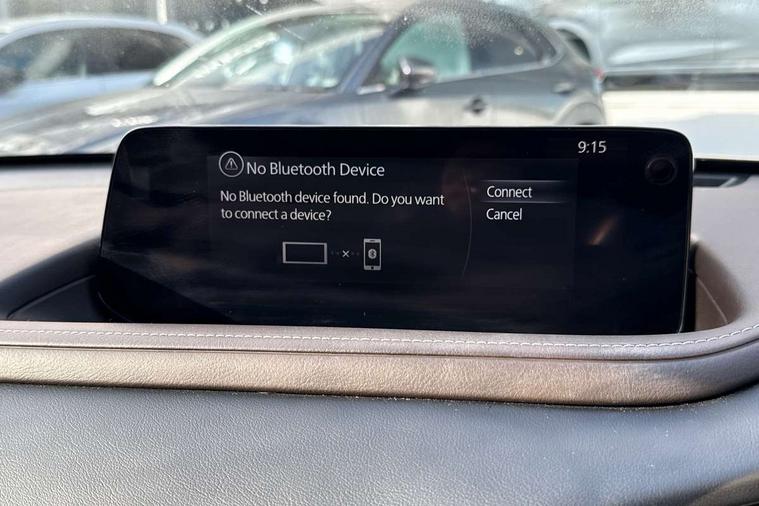 9:15
No Bluetooth Device
No Bluetooth device found. Do you want
to connect a device?
Connect
Cancel